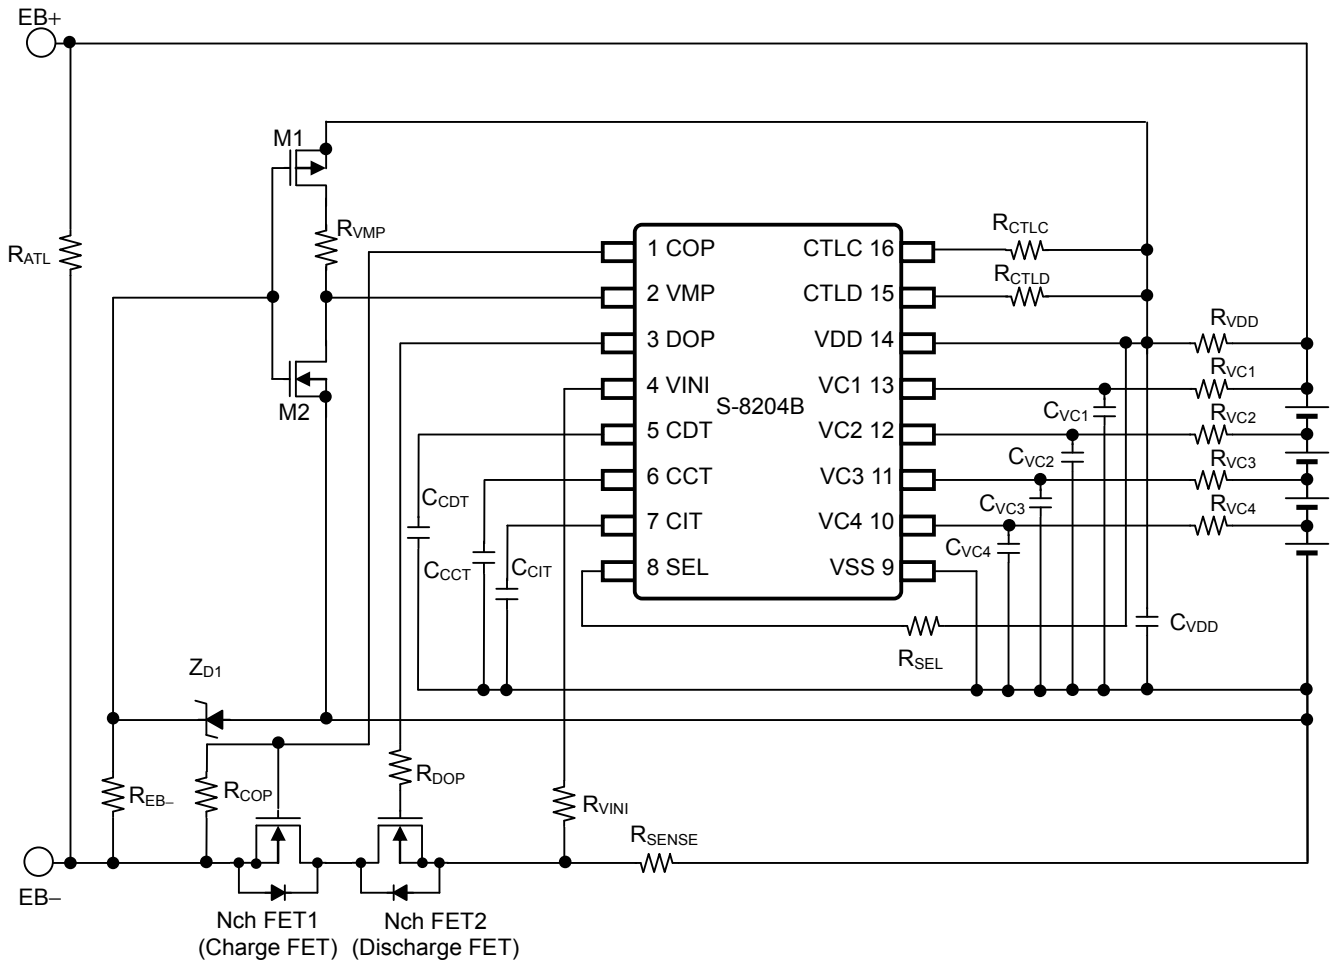 EB+
M1
RVMP
RATL
1 COP
CTLC 16
RCTLC
2 VMP
CTLD 15
RCTLD
3 DOP
VDD 14
RVDD
4 VINI
VC1 13
RVC1
S-8204B
M2
CVC1
5 CDT
VC2 12
RVC2
CVC2
6 CCT
VC3 11
RVC3
CCDT
CVC3
7 CIT
VC4 10
RVC4
CVC4
CCCT
CCIT
8 SEL
VSS 9
CVDD
RSEL
ZD1
REB–
RCOP
RDOP
RVINI
RSENSE
EB–
Nch FET1
(Charge FET)
Nch FET2
(Discharge FET)